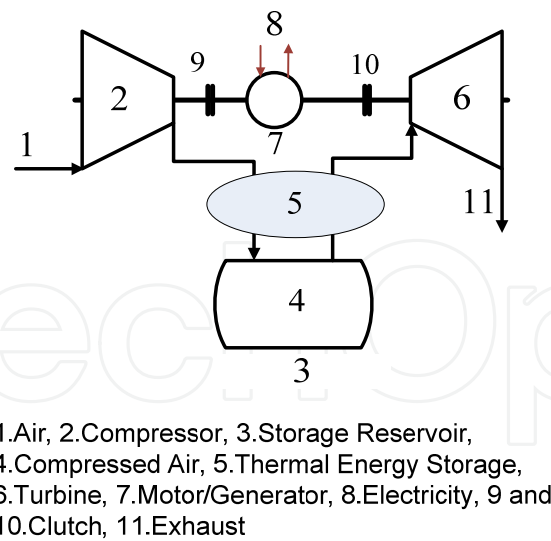 8
9
10
2
6
7
1
5
11
4
3
1.Air, 2.Compressor, 3.Storage Reservoir,
4.Compressed Air, 5.Thermal Energy Storage,
6.Turbine, 7.Motor/Generator, 8.Electricity, 9 and
10.Clutch, 11.Exhaust